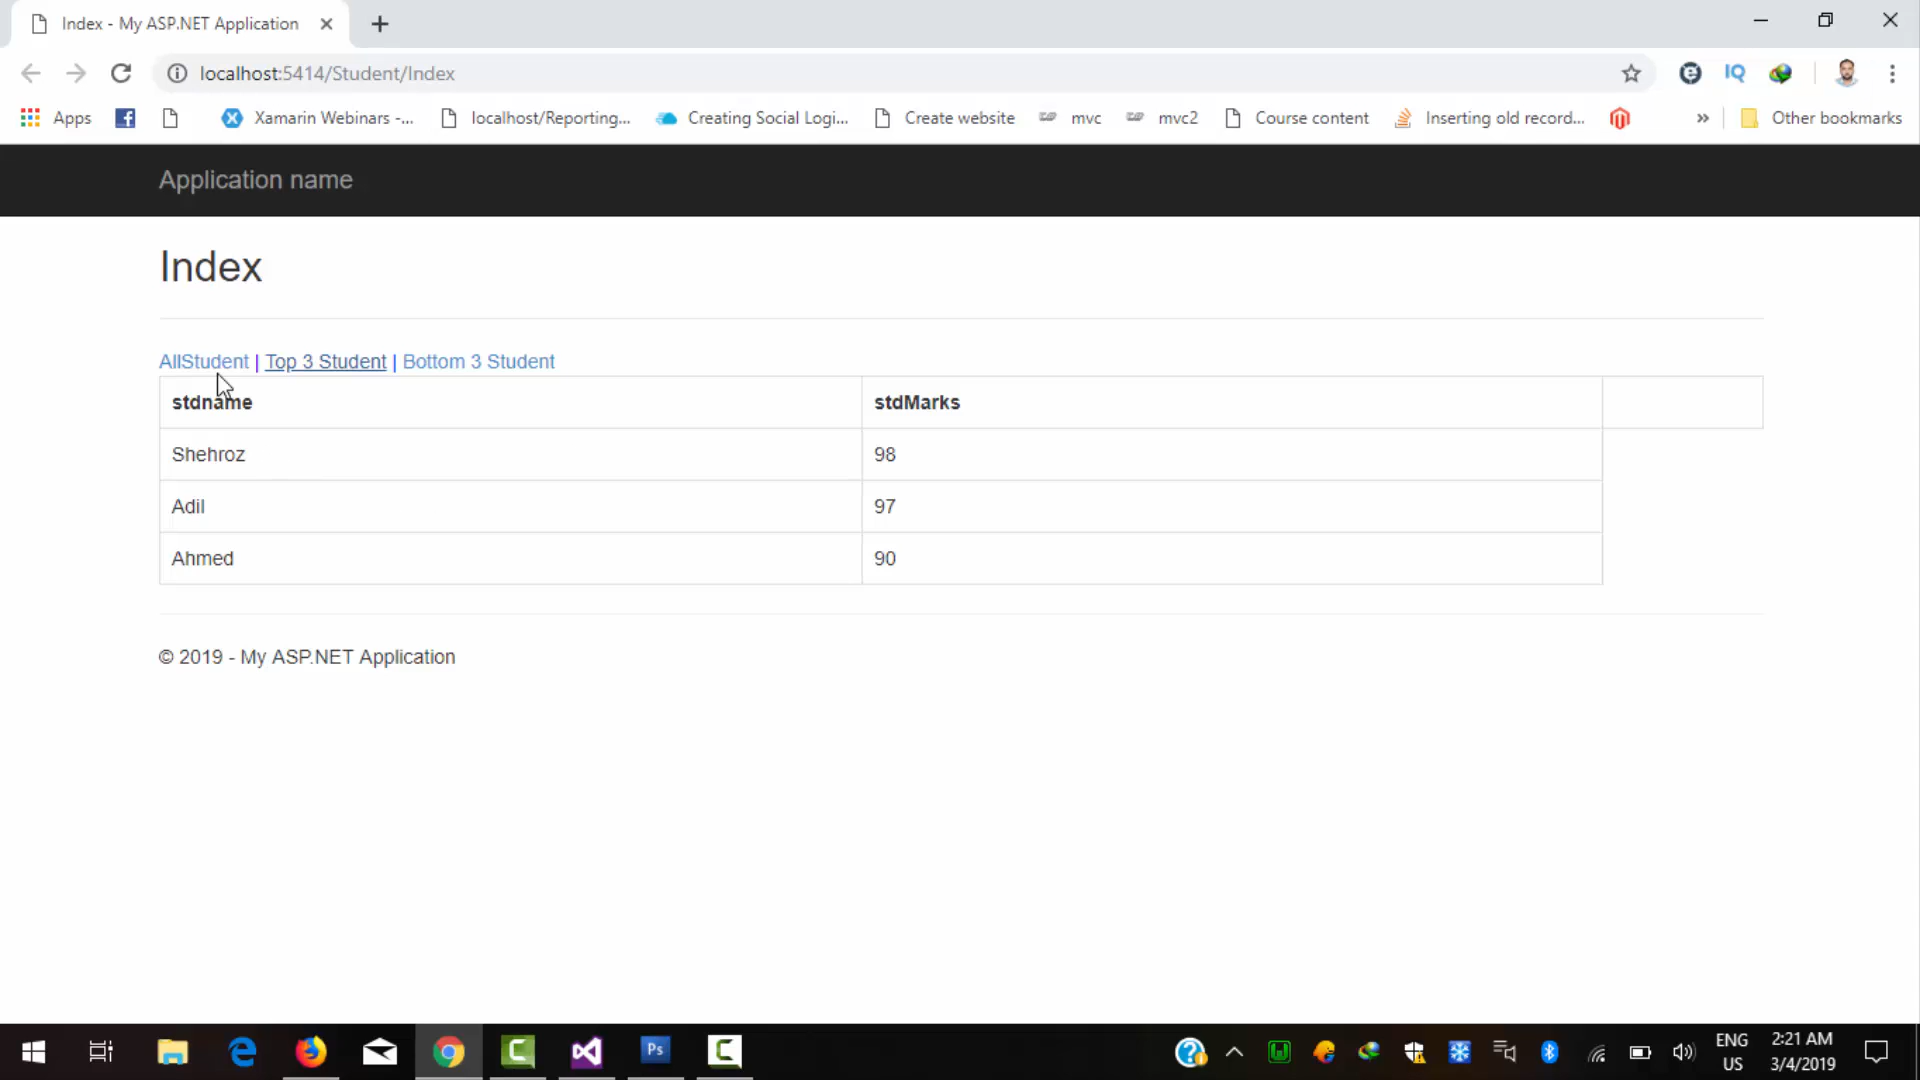 Index - My ASP.NET Application
localhost:5414/Student/Index
IQ
Apps Xamarin Webinars -... localhost/Reporting... Creating Social Logi... Create website mvc mvc2 Course content Inserting old record... » Other bookmarks
Application name
Index
AllStudent | Top 3 Student | Bottom 3 Student
stdname stdMarks
Shehroz 98
Adil 97
Ahmed 90
© 2019 - My ASP.NET Application
Ps
ENG 2:21 AM
US 3/4/2019